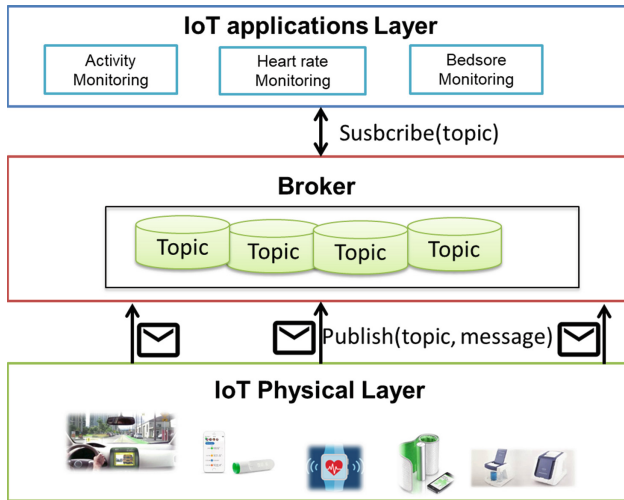 IoT applications Layer
Activity
Monitoring
Heart rate
Monitoring
Bedsore
Monitoring
Susbcribe(topic)
Broker
Topic
Topic
Topic
Topic
Publish(topic, message)
IoT Physical Layer